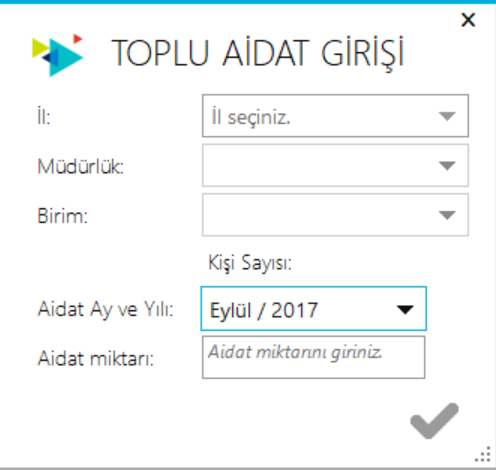 TOPLU AİDAT GİRİŞİ
İl: İl seçiniz.
Müdürlük:
Birim:
Kişi Sayısı:
Aidat Ay ve Yılı: Eylül / 2017
Aidat miktarı: Aidat miktarını giriniz.